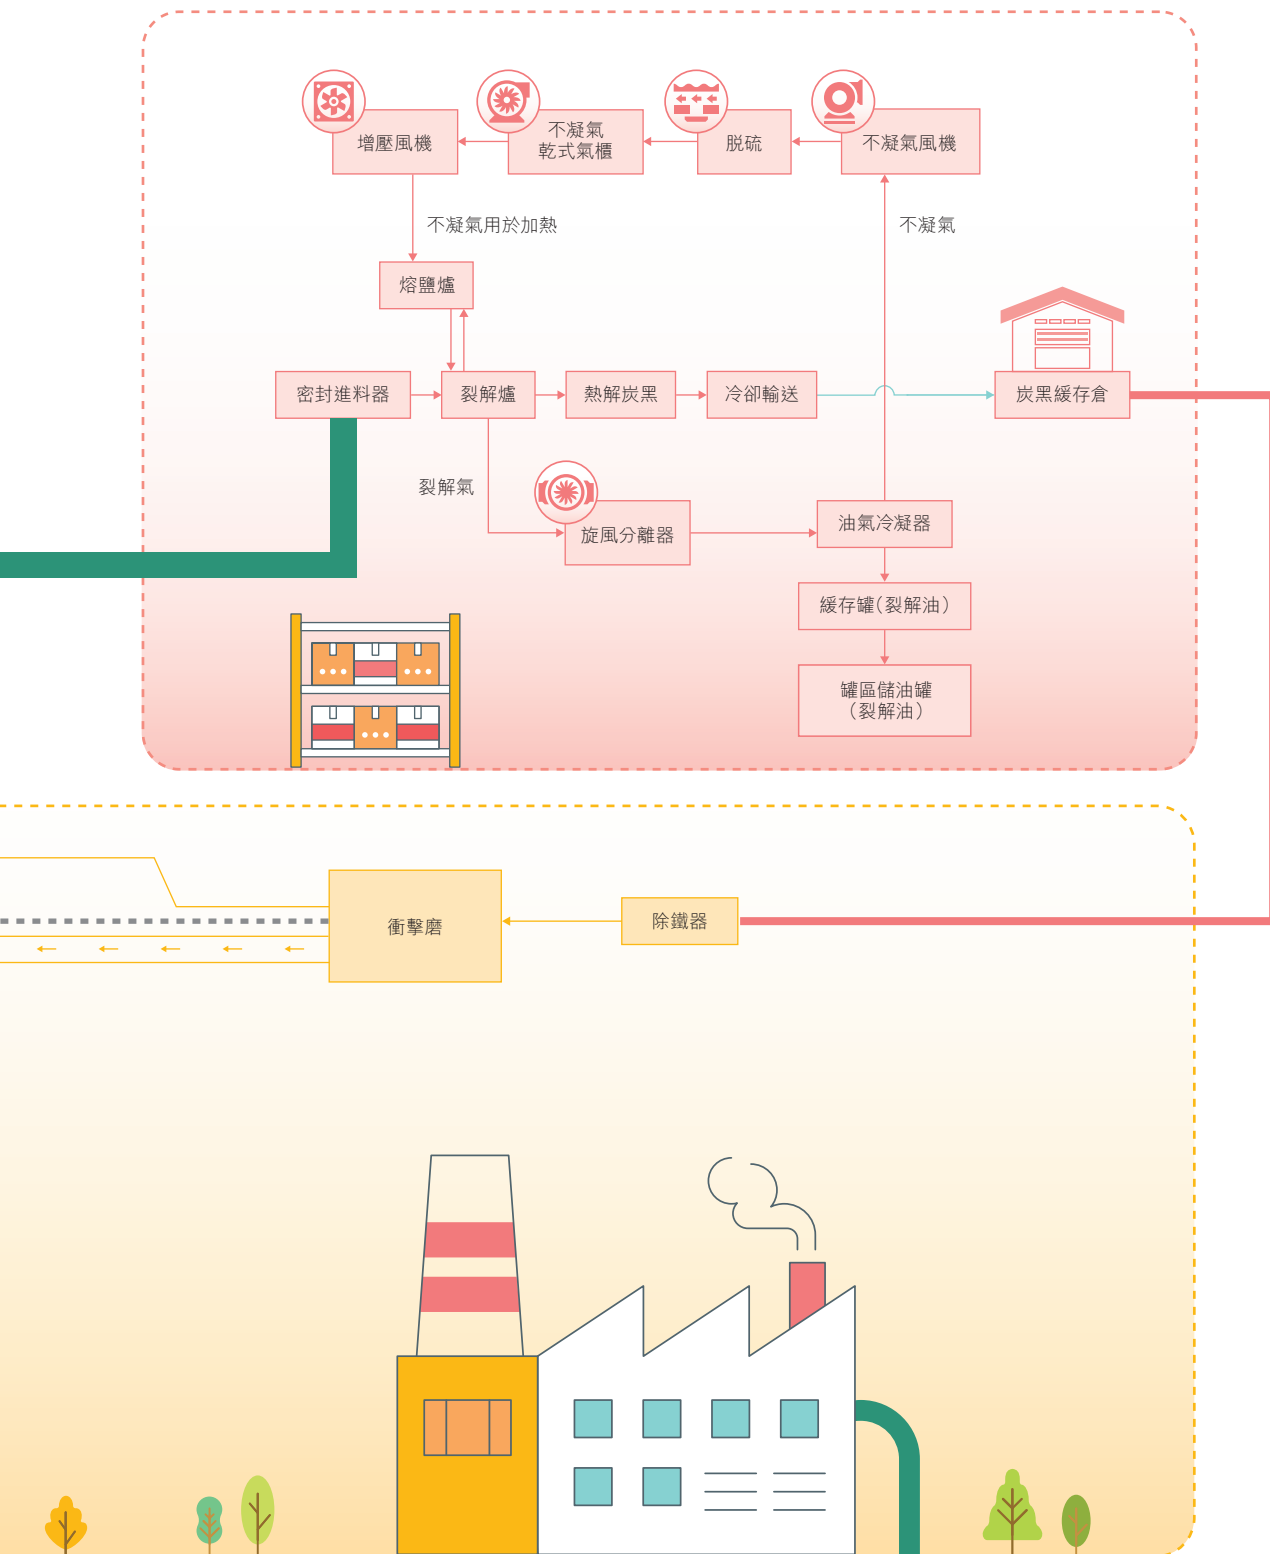 增壓風機
不凝氣
乾式氣櫃
脱硫
不凝氣風機
不凝氣用於加熱
不凝氣
熔鹽爐
密封進料器
裂解爐
熱解炭黑
冷卻輸送
炭黑緩存倉
裂解氣
旋風分離器
油氣冷凝器
緩存罐（裂解油）
罐區儲油罐
（裂解油）
衝擊磨
除鐵器